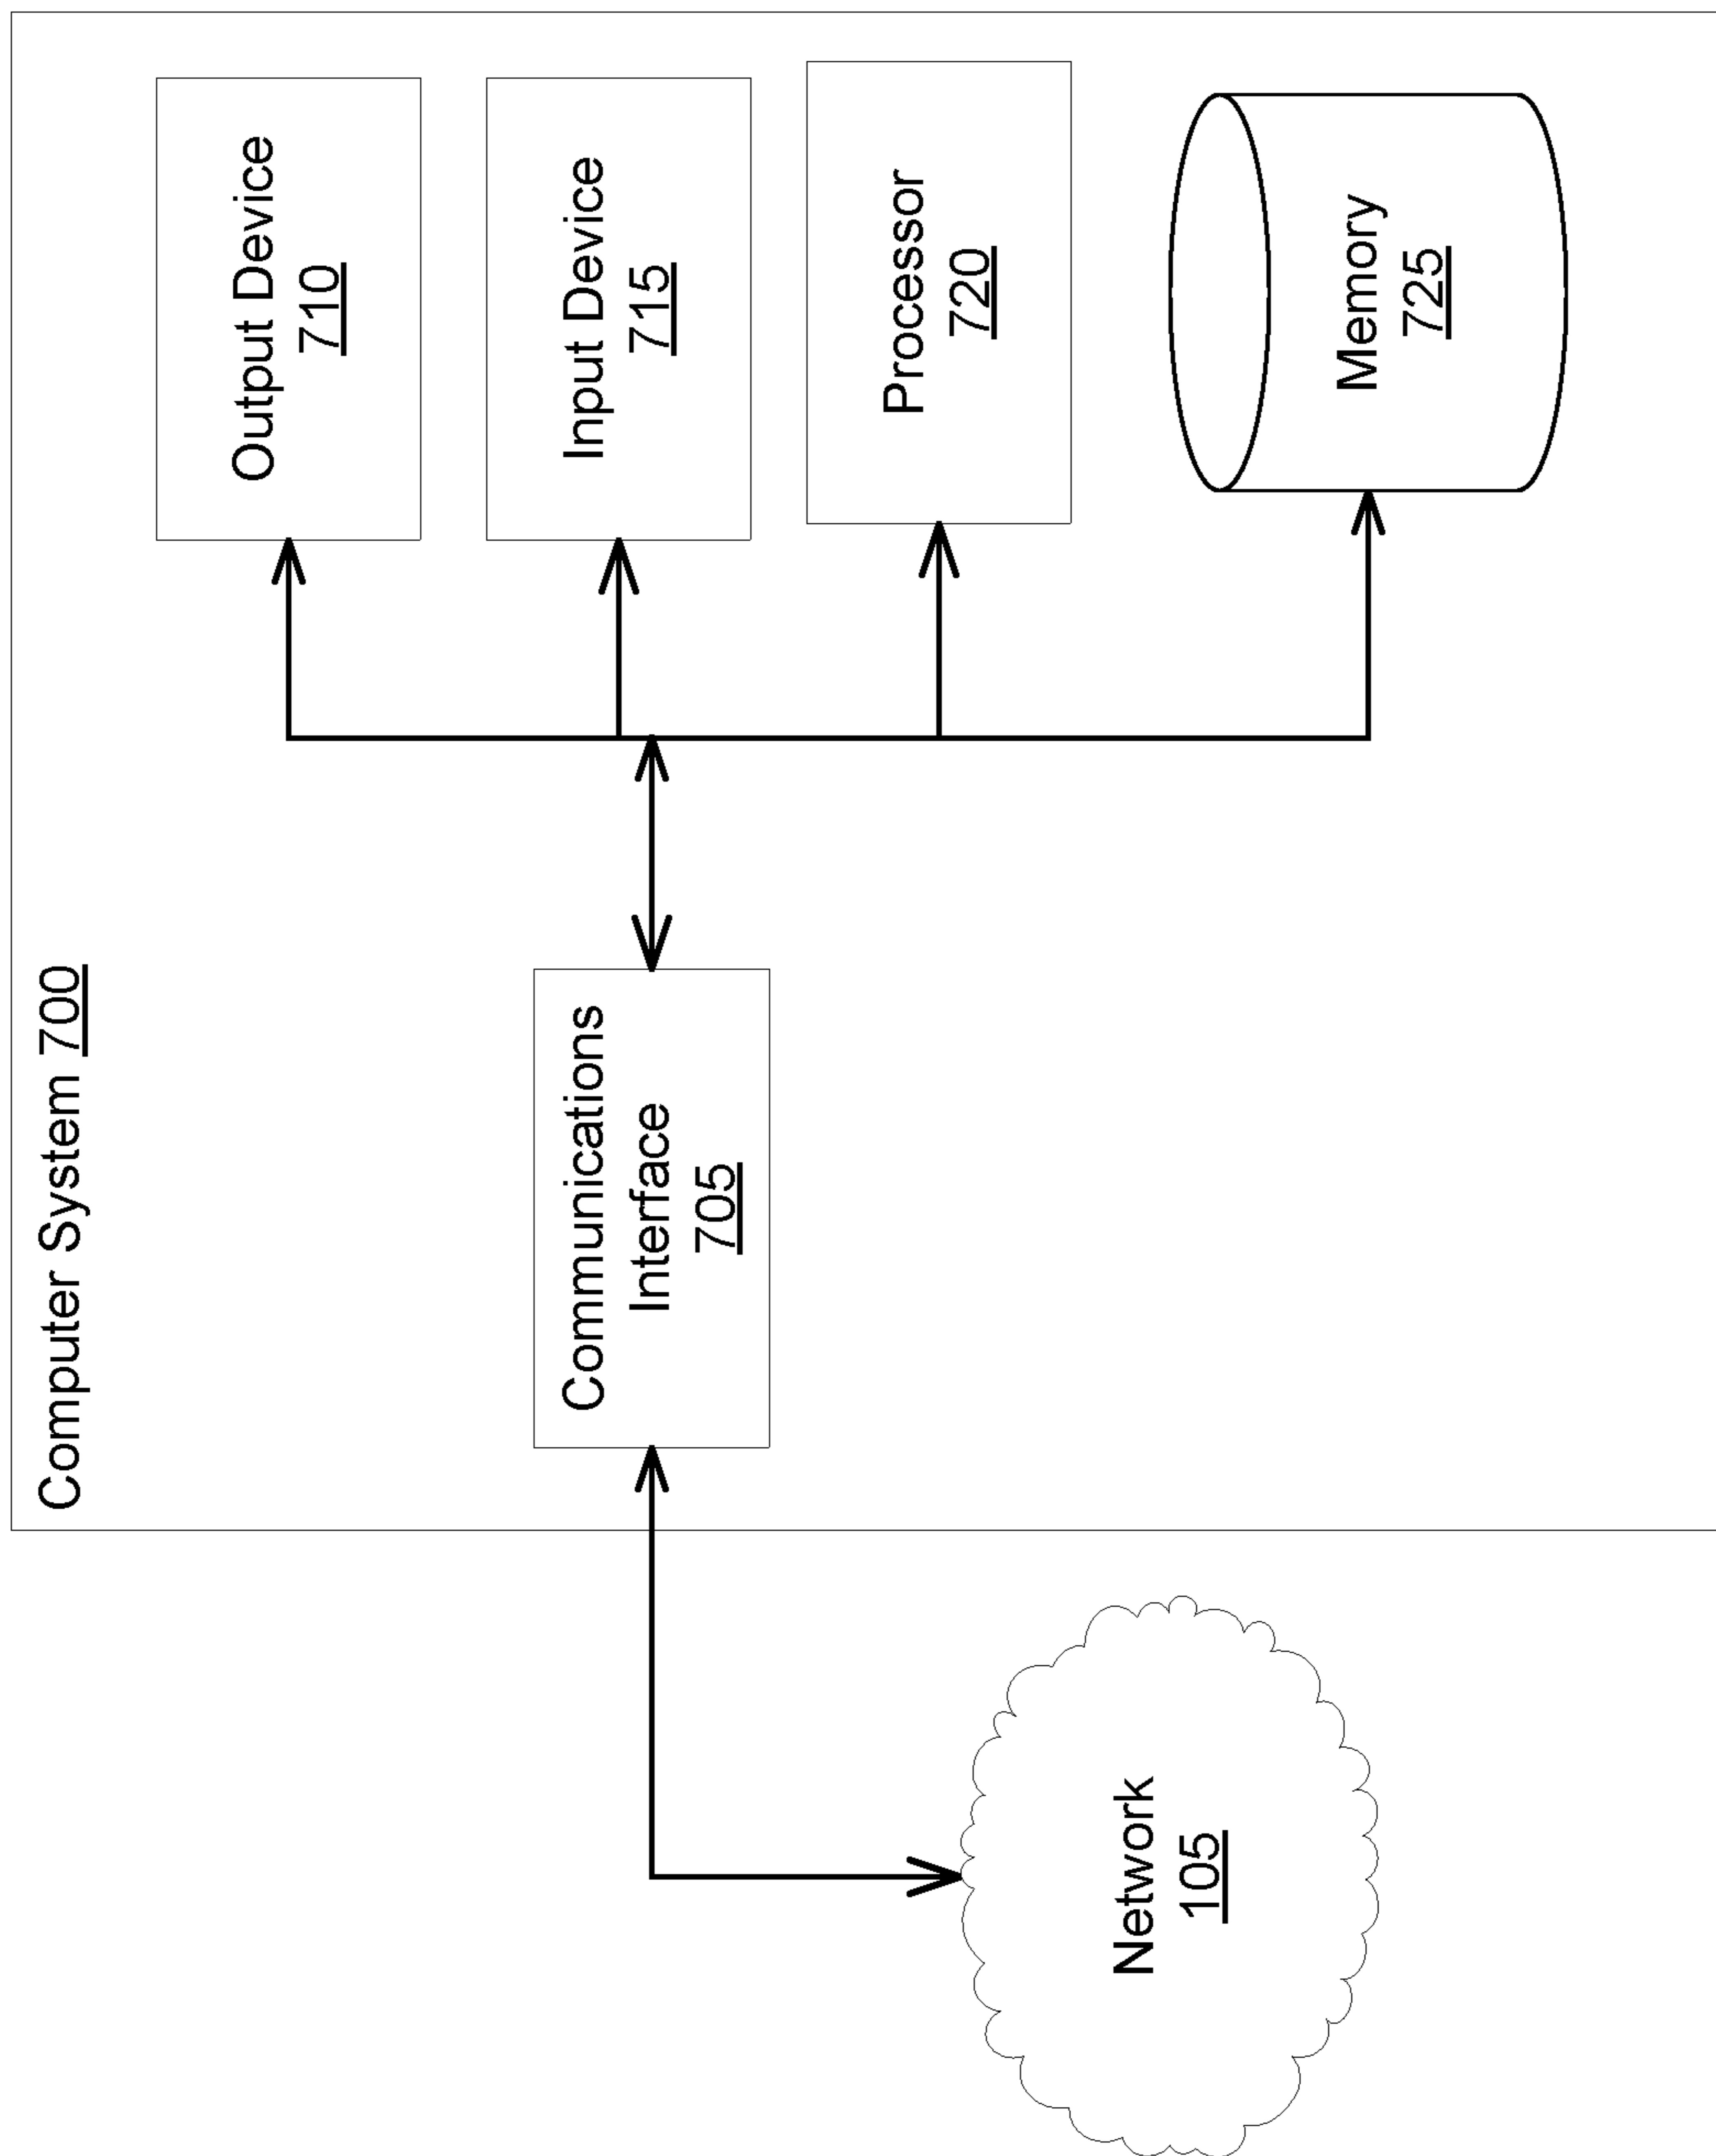 Computer System 700
Output Device
710
Input Device
715
Communications
Interface
705
Processor
720
Network
105
Memory
725